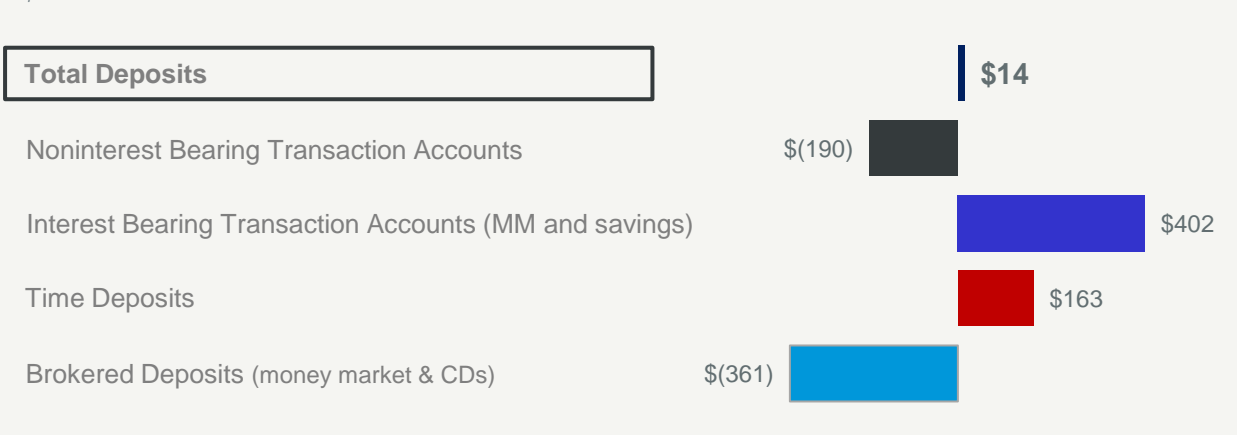 Total Deposits $14
Noninterest Bearing Transaction Accounts $(190)
Interest Bearing Transaction Accounts (MM and savings) $402
Time Deposits $163
Brokered Deposits (money market & CDs) $(361)